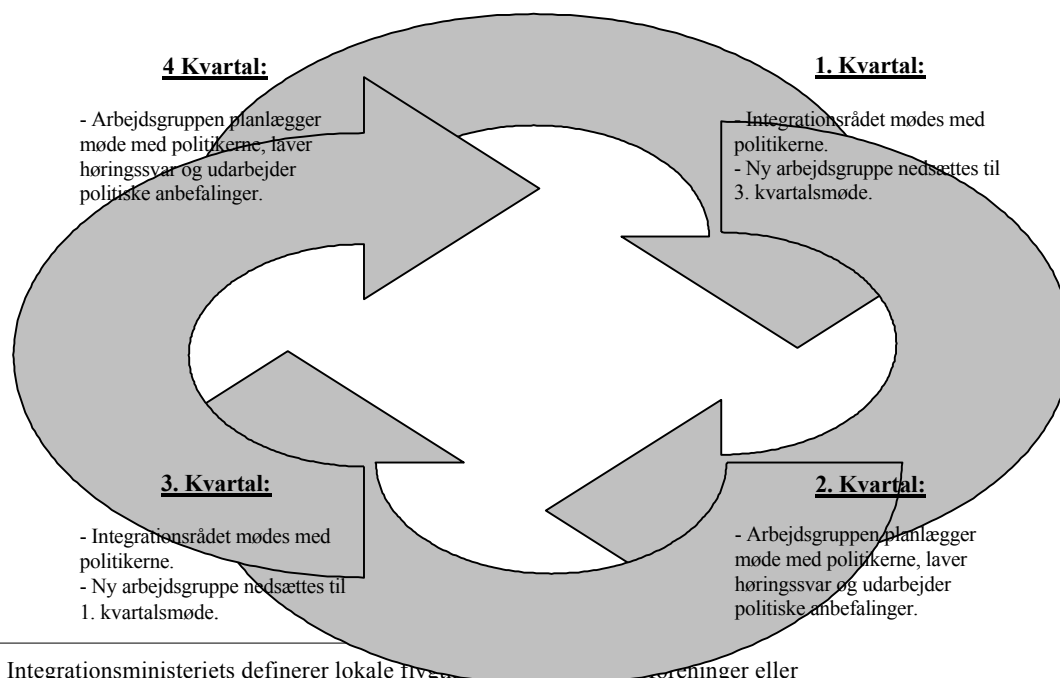 4 Kvartal:
- Arbejdsgruppen planlægger
møde med politikerne, laver
høringssvar og udarbejder
politiske anbefalinger.
1. Kvartal:
- Integrationsrådet mødes med
politikerne.
- Ny arbejdsgruppe nedsættes til
3. kvartalsmøde.
3. Kvartal:
- Integrationsrådet mødes med
politikerne.
- Ny arbejdsgruppe nedsættes til
1. kvartalsmøde.
2. Kvartal:
- Arbejdsgruppen planlægger
møde med politikerne, laver
høringssvar og udarbejder
politiske anbefalinger.
Integrationsministeriets definerer lokale eller